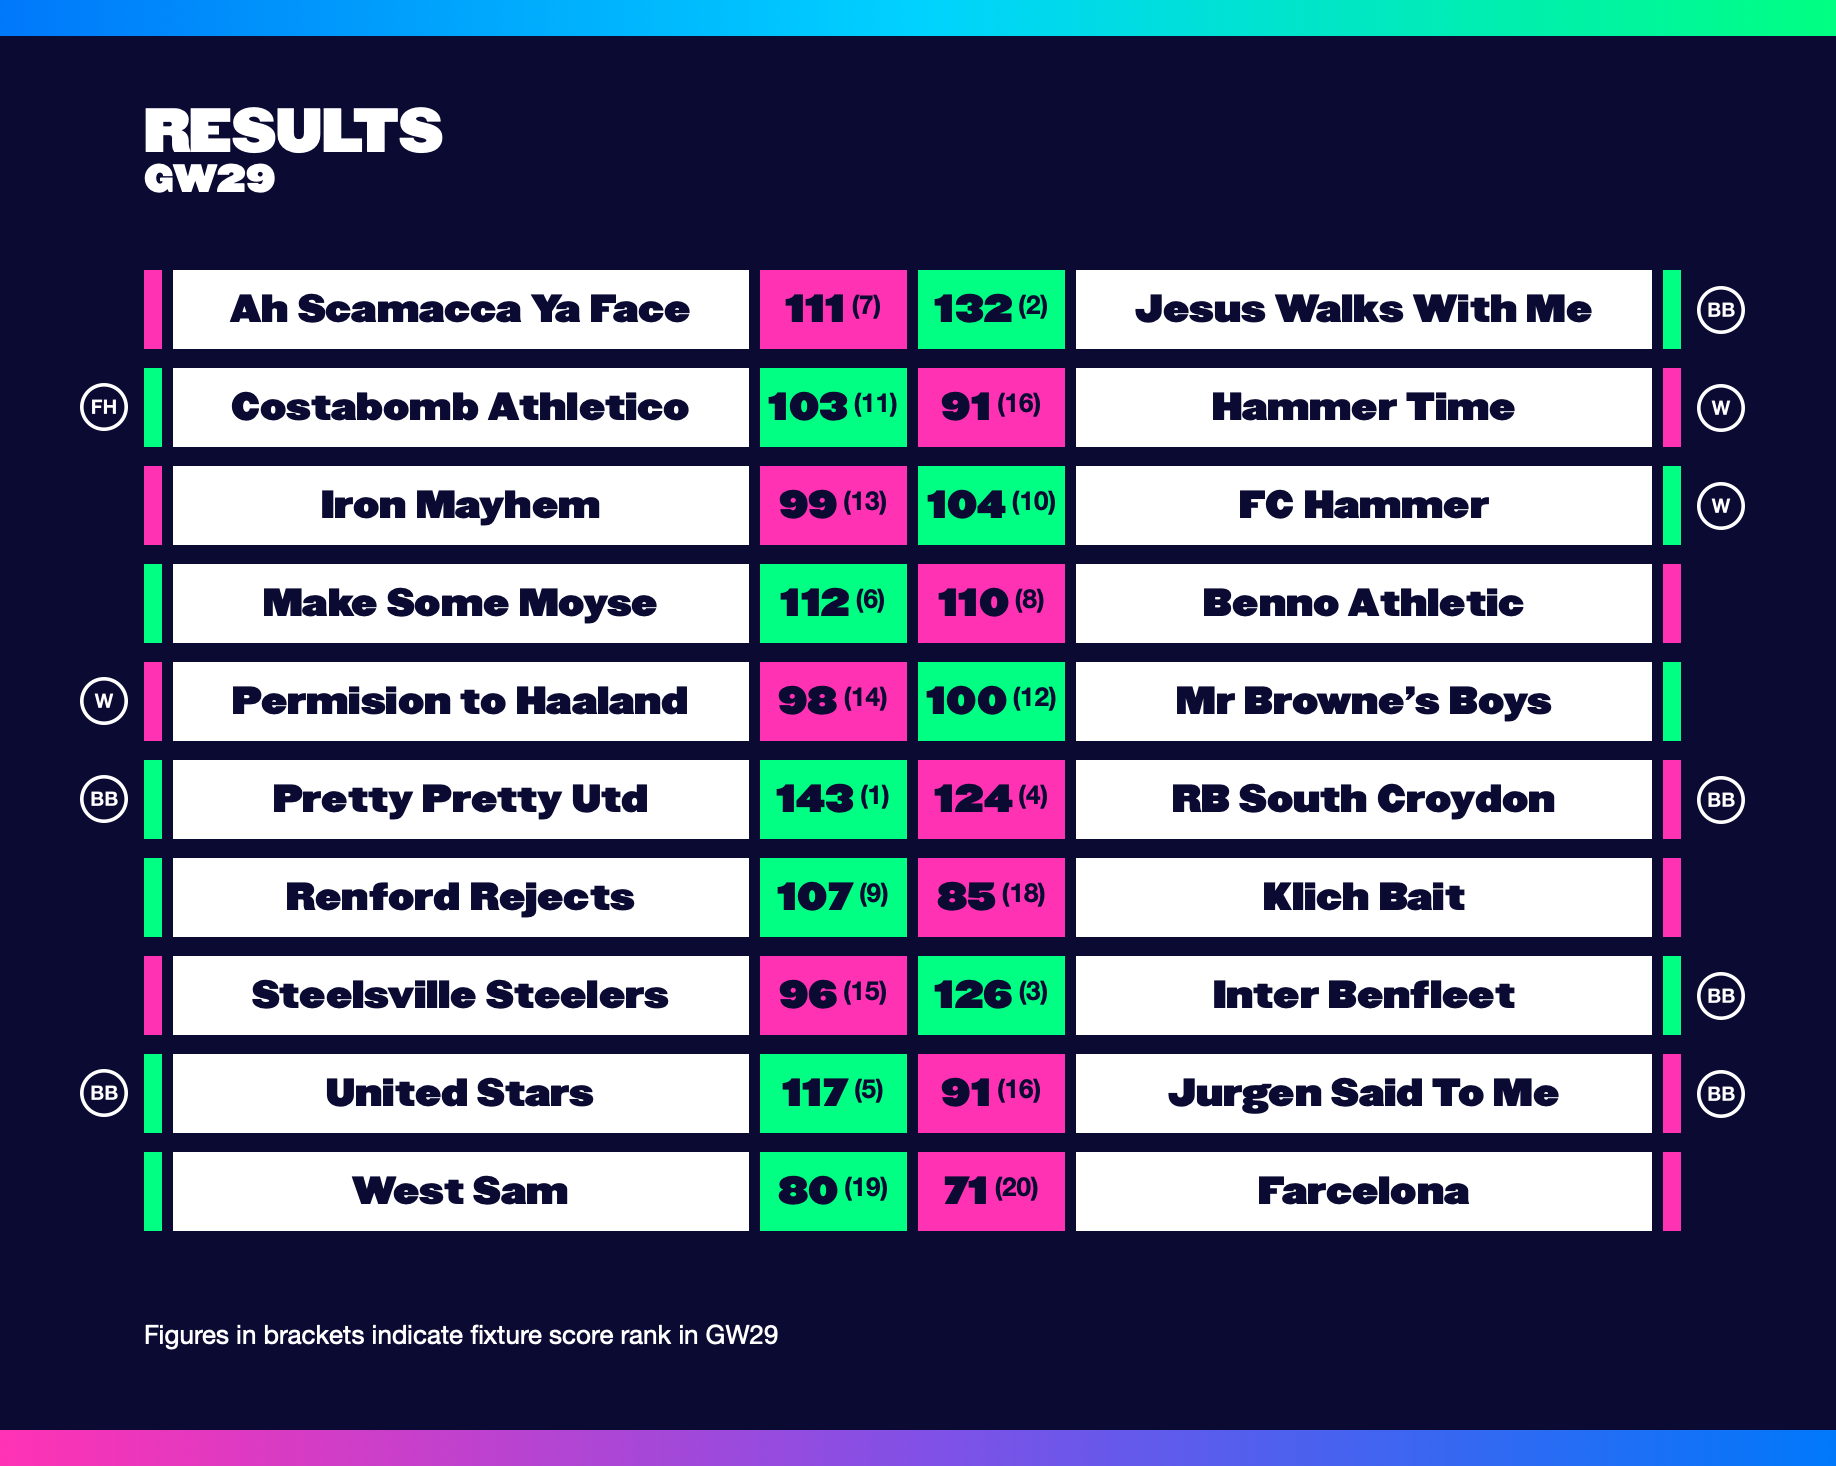 RESULTS
GW29
Ah Scamacca Ya Face 111 (7) 132 (2) Jesus Walks With Me BB
FH Costabomb Athletico 103 (11) 91 (16) Hammer Time W
Iron Mayhem 99 (13) 104 (10) FC Hammer W
Make Some Moyse 112 (6) 110 (8) Benno Athletic
W Permision to Haaland 98 (14) 100 (12) Mr Browne’s Boys
BB Pretty Pretty Utd 143 (1) 124 (4) RB South Croydon BB
Renford Rejects 107 (9) 85 (18) Klich Bait
Steelsville Steelers 96 (15) 126 (3) Inter Benfleet BB
BB United Stars 117 (5) 91 (16) Jurgen Said To Me BB
West Sam 80 (19) 71 (20) Farcelona
Figures in brackets indicate fixture score rank in GW29